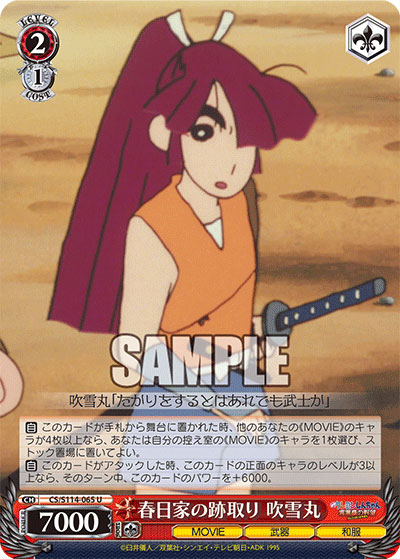 LEVEL
2
1
COST
SAMPLE
吹雪丸「たかりをするとはあれでも武士か」
自 このカードが手札から舞台に置かれた時、他のあなたの《MOVIE》のキャラ
が4枚以上なら、あなたは自分の控え室の《MOVIE》のキャラを1枚選び、ス
トック置場に置いてよい。
自 このカードがアタックした時、このカードの正面のキャラのレベルが3以上
なら、そのターン中、このカードのパワーを+6000。
CH
CS/S114-065 U
7000
春日家の跡取り 吹雪丸
MOVIE
武器
和服
©臼井儀人/双葉社・シンエイ・テレビ朝日・ADK 1995